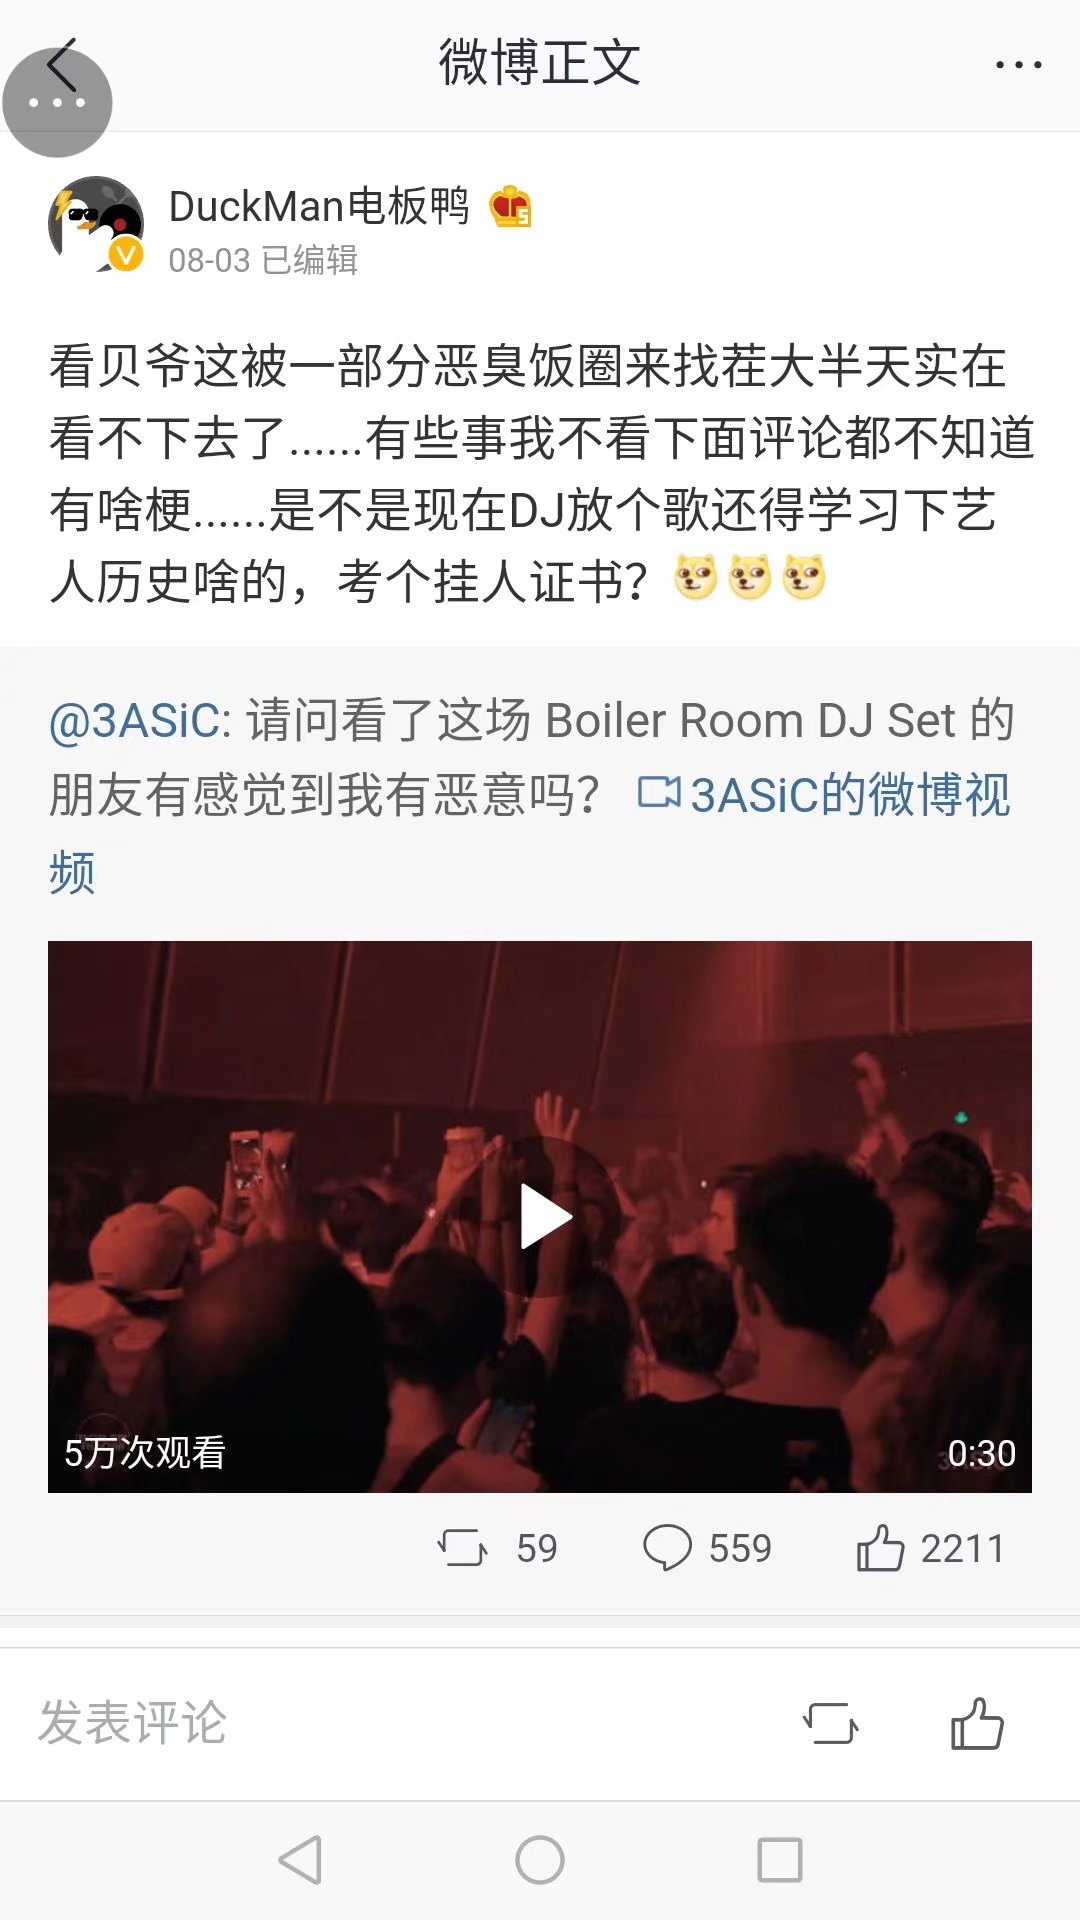 微博正文
DuckMan电板鸭
5
08-03 已编辑
看贝爷这被一部分恶臭饭圈来找茬大半天实在
看不下去了......有些事我不看下面评论都不知道
有啥梗......是不是现在DJ放个歌还得学习下艺
人历史啥的，考个挂人证书？
@3ASiC: 请问看了这场 Boiler Room DJ Set 的
朋友有感觉到我有恶意吗？ 3ASiC的微博视
频
5万次观看
0:30
59
559
2211
发表评论